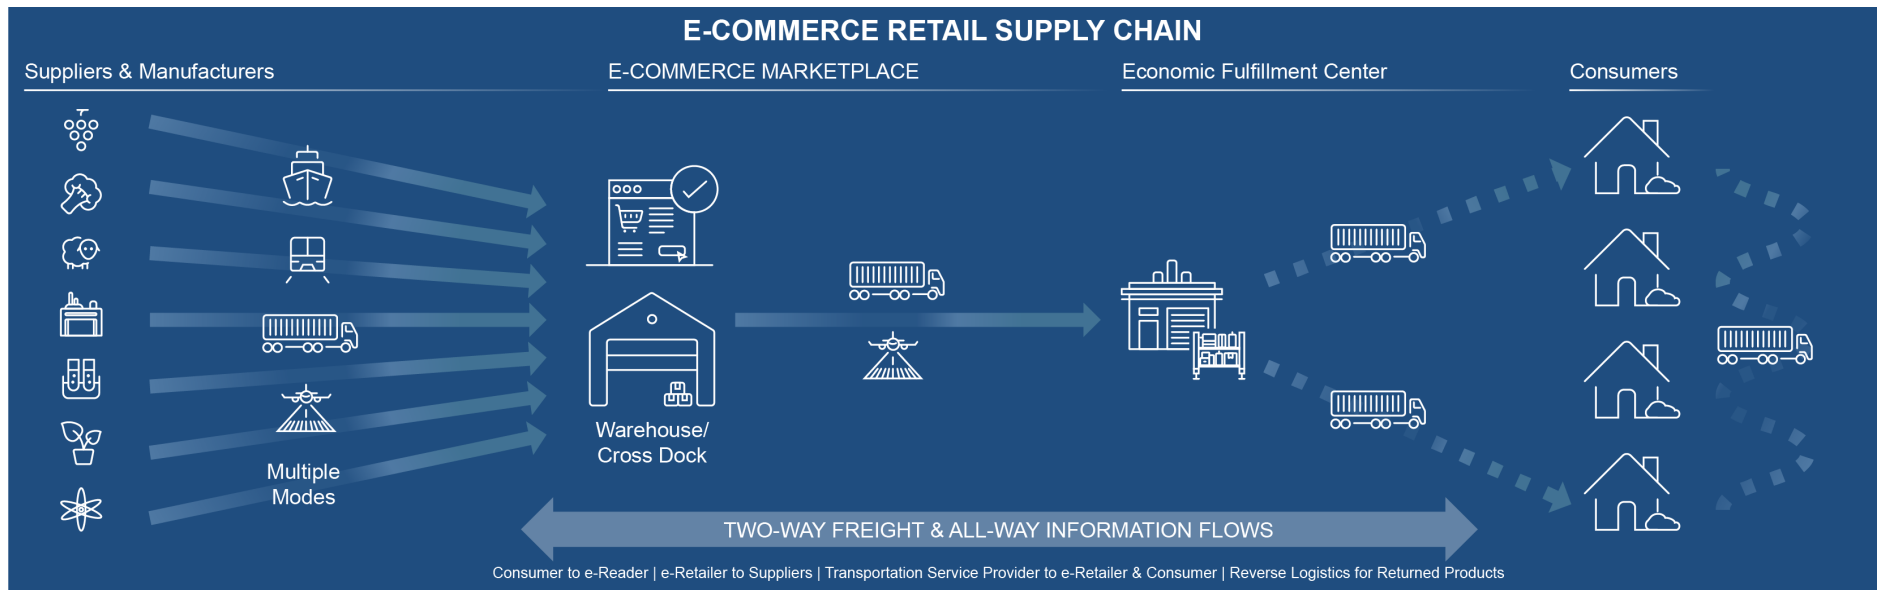 E-COMMERCE RETAIL SUPPLY CHAIN
Suppliers & Manufacturers
E-COMMERCE MARKETPLACE
Economic Fulfillment Center
Consumers
Multiple
Modes
Warehouse/
Cross Dock
TWO-WAY FREIGHT & ALL-WAY INFORMATION FLOWS
Consumer to e-Reader | e-Retailer to Suppliers | Transportation Service Provider to e-Retailer & Consumer | Reverse Logistics for Returned Products